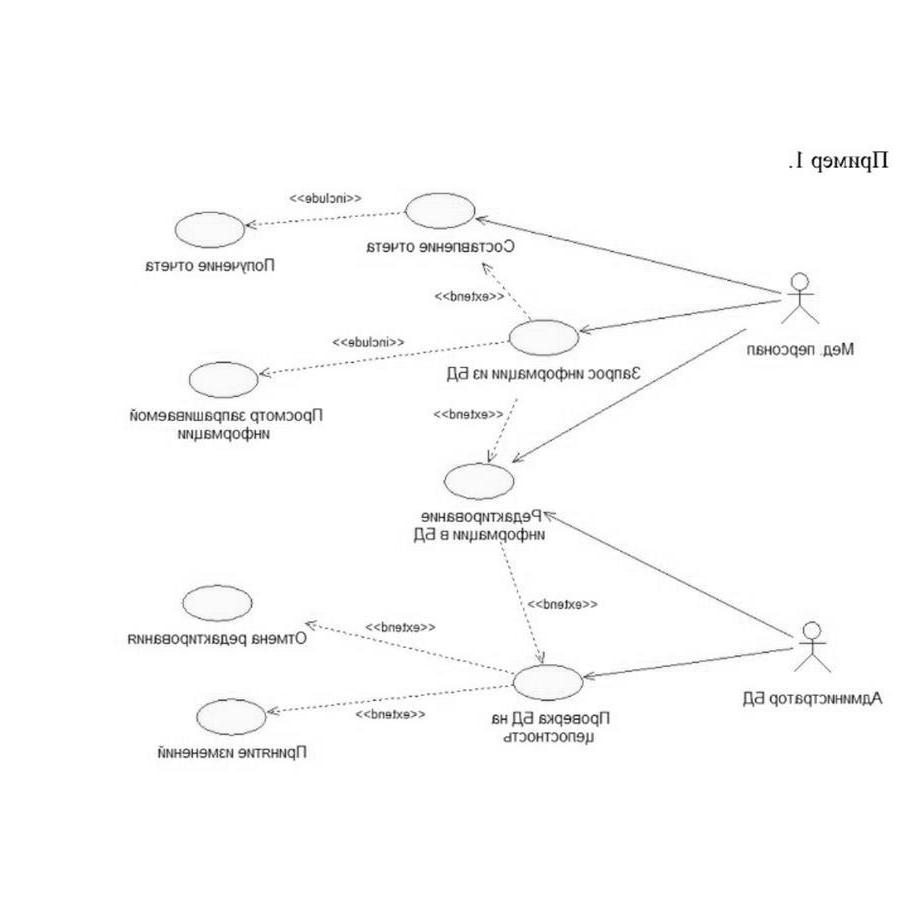 Пример 1.
<<include>>
Составление отчета
Получение отчета
<<extend>>
Мед. персонал
<<include>>
Запрос информации из БД
Просмотр запрашиваемой
информации
<<extend>>
Редактирование
информации в БД
<<extend>>
<<extend>>
Отмена редактирования
Администратор БД
<<extend>>
Проверка БД на
целостность
Принятие изменений